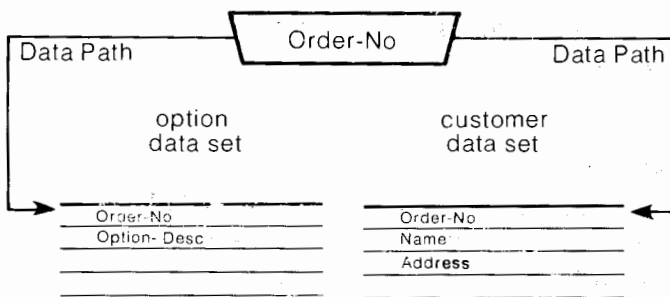 Order-No
Data Path
Data Path
option
data set
customer
data set
Order-No
Option-Desc
Order-No
Name
Address